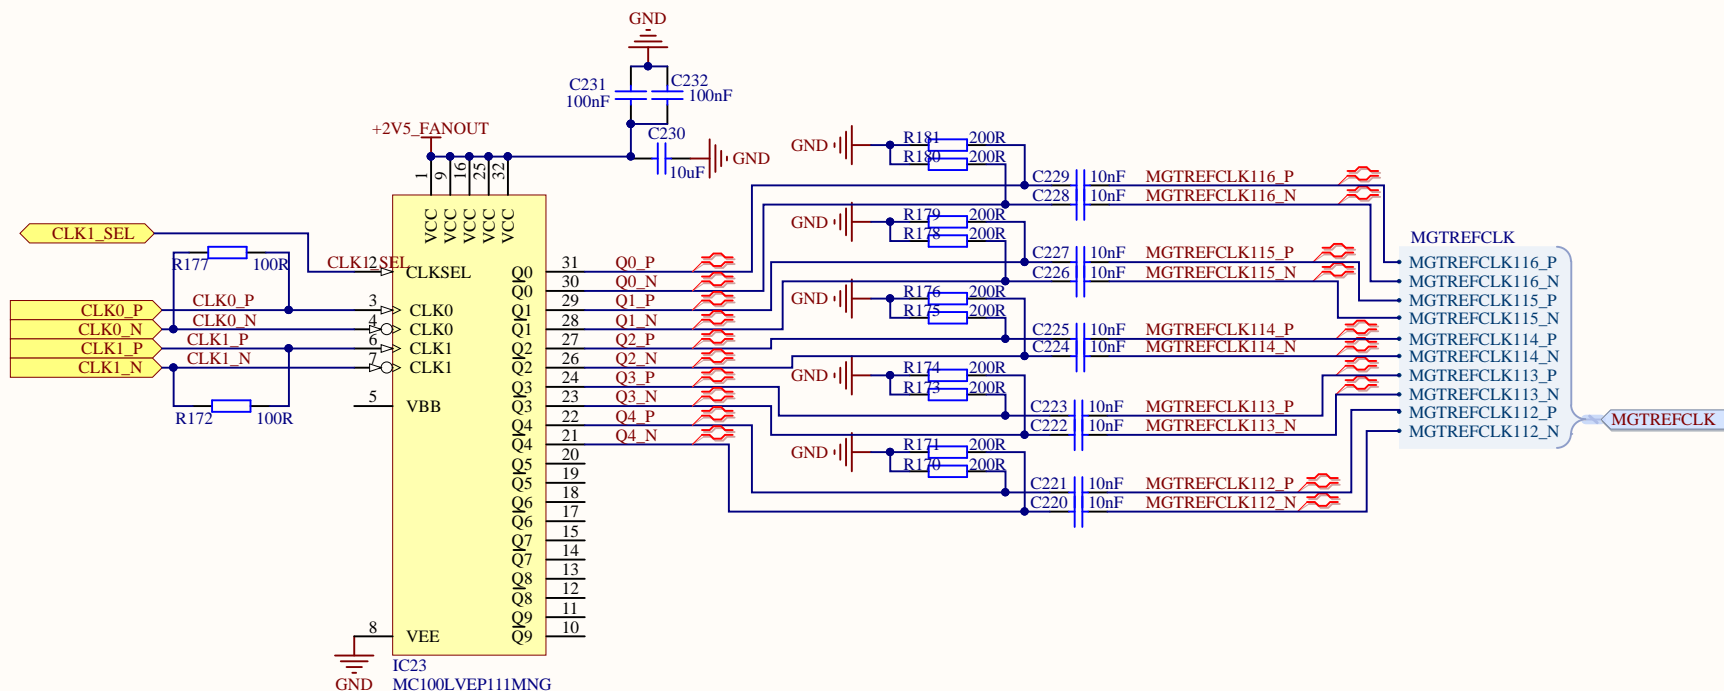 GND
C231
C232
100nF
100nF
+2V5_FANOUT
C230
GND
10uF
1
9
16
25
32
VCC
VCC
VCC
VCC
VCC
CLK1_SEL
R177
100R
CLK1_SEL
2
CLKSEL
CLK0_P
CLK0_P
3
CLK0
CLK0_N
CLK0_N
4
CLK0
CLK1_P
CLK1_P
6
CLK1
CLK1_N
CLK1_N
7
CLK1
R172
100R
5
VBB
8
VEE
GND
IC23
MC100LVEP111MNG
Q0
31
Q0_P
Q0
30
Q0_N
Q1
29
Q1_P
Q1
28
Q1_N
Q2
27
Q2_P
Q2
26
Q2_N
Q3
24
Q3_P
Q3
23
Q3_N
Q4
22
Q4_P
Q4
21
Q4_N
Q5
20
Q5
19
Q6
18
Q6
17
Q7
15
Q7
14
Q8
13
Q8
12
Q9
11
Q9
10
GND
R181
200R
R180
200R
C229
10nF
MGTREFCLK116_P
C228
10nF
MGTREFCLK116_N
GND
R179
200R
R178
200R
C227
10nF
MGTREFCLK115_P
C226
10nF
MGTREFCLK115_N
GND
R176
200R
R175
200R
C225
10nF
MGTREFCLK114_P
C224
10nF
MGTREFCLK114_N
GND
R174
200R
R173
200R
C223
10nF
MGTREFCLK113_P
C222
10nF
MGTREFCLK113_N
GND
R171
200R
R170
200R
C221
10nF
MGTREFCLK112_P
C220
10nF
MGTREFCLK112_N
MGTREFCLK
MGTREFCLK116_P
MGTREFCLK116_N
MGTREFCLK115_P
MGTREFCLK115_N
MGTREFCLK114_P
MGTREFCLK114_N
MGTREFCLK113_P
MGTREFCLK113_N
MGTREFCLK112_P
MGTREFCLK112_N
MGTREFCLK